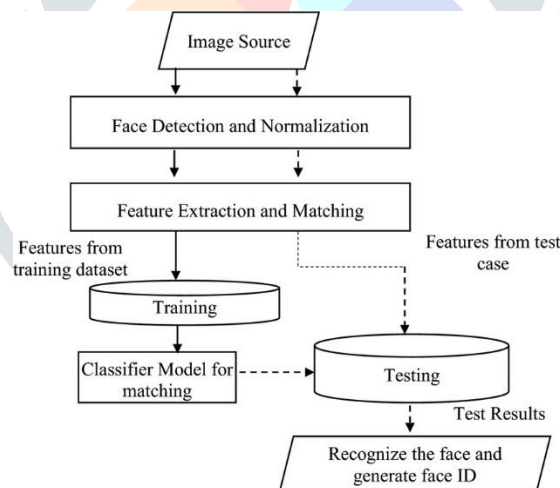 Image Source
Face Detection and Normalization
Feature Extraction and Matching
Features from
training dataset
Features from test
case
Training
Classifier Model for
matching
Testing
Test Results
Recognize the face and
generate face ID